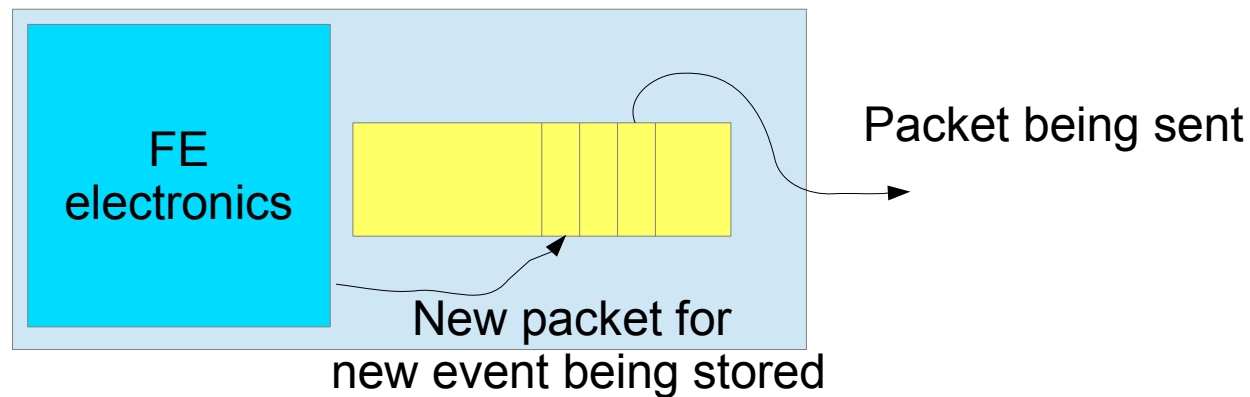 FE
electronics
Packet being sent
New packet for
new event being stored